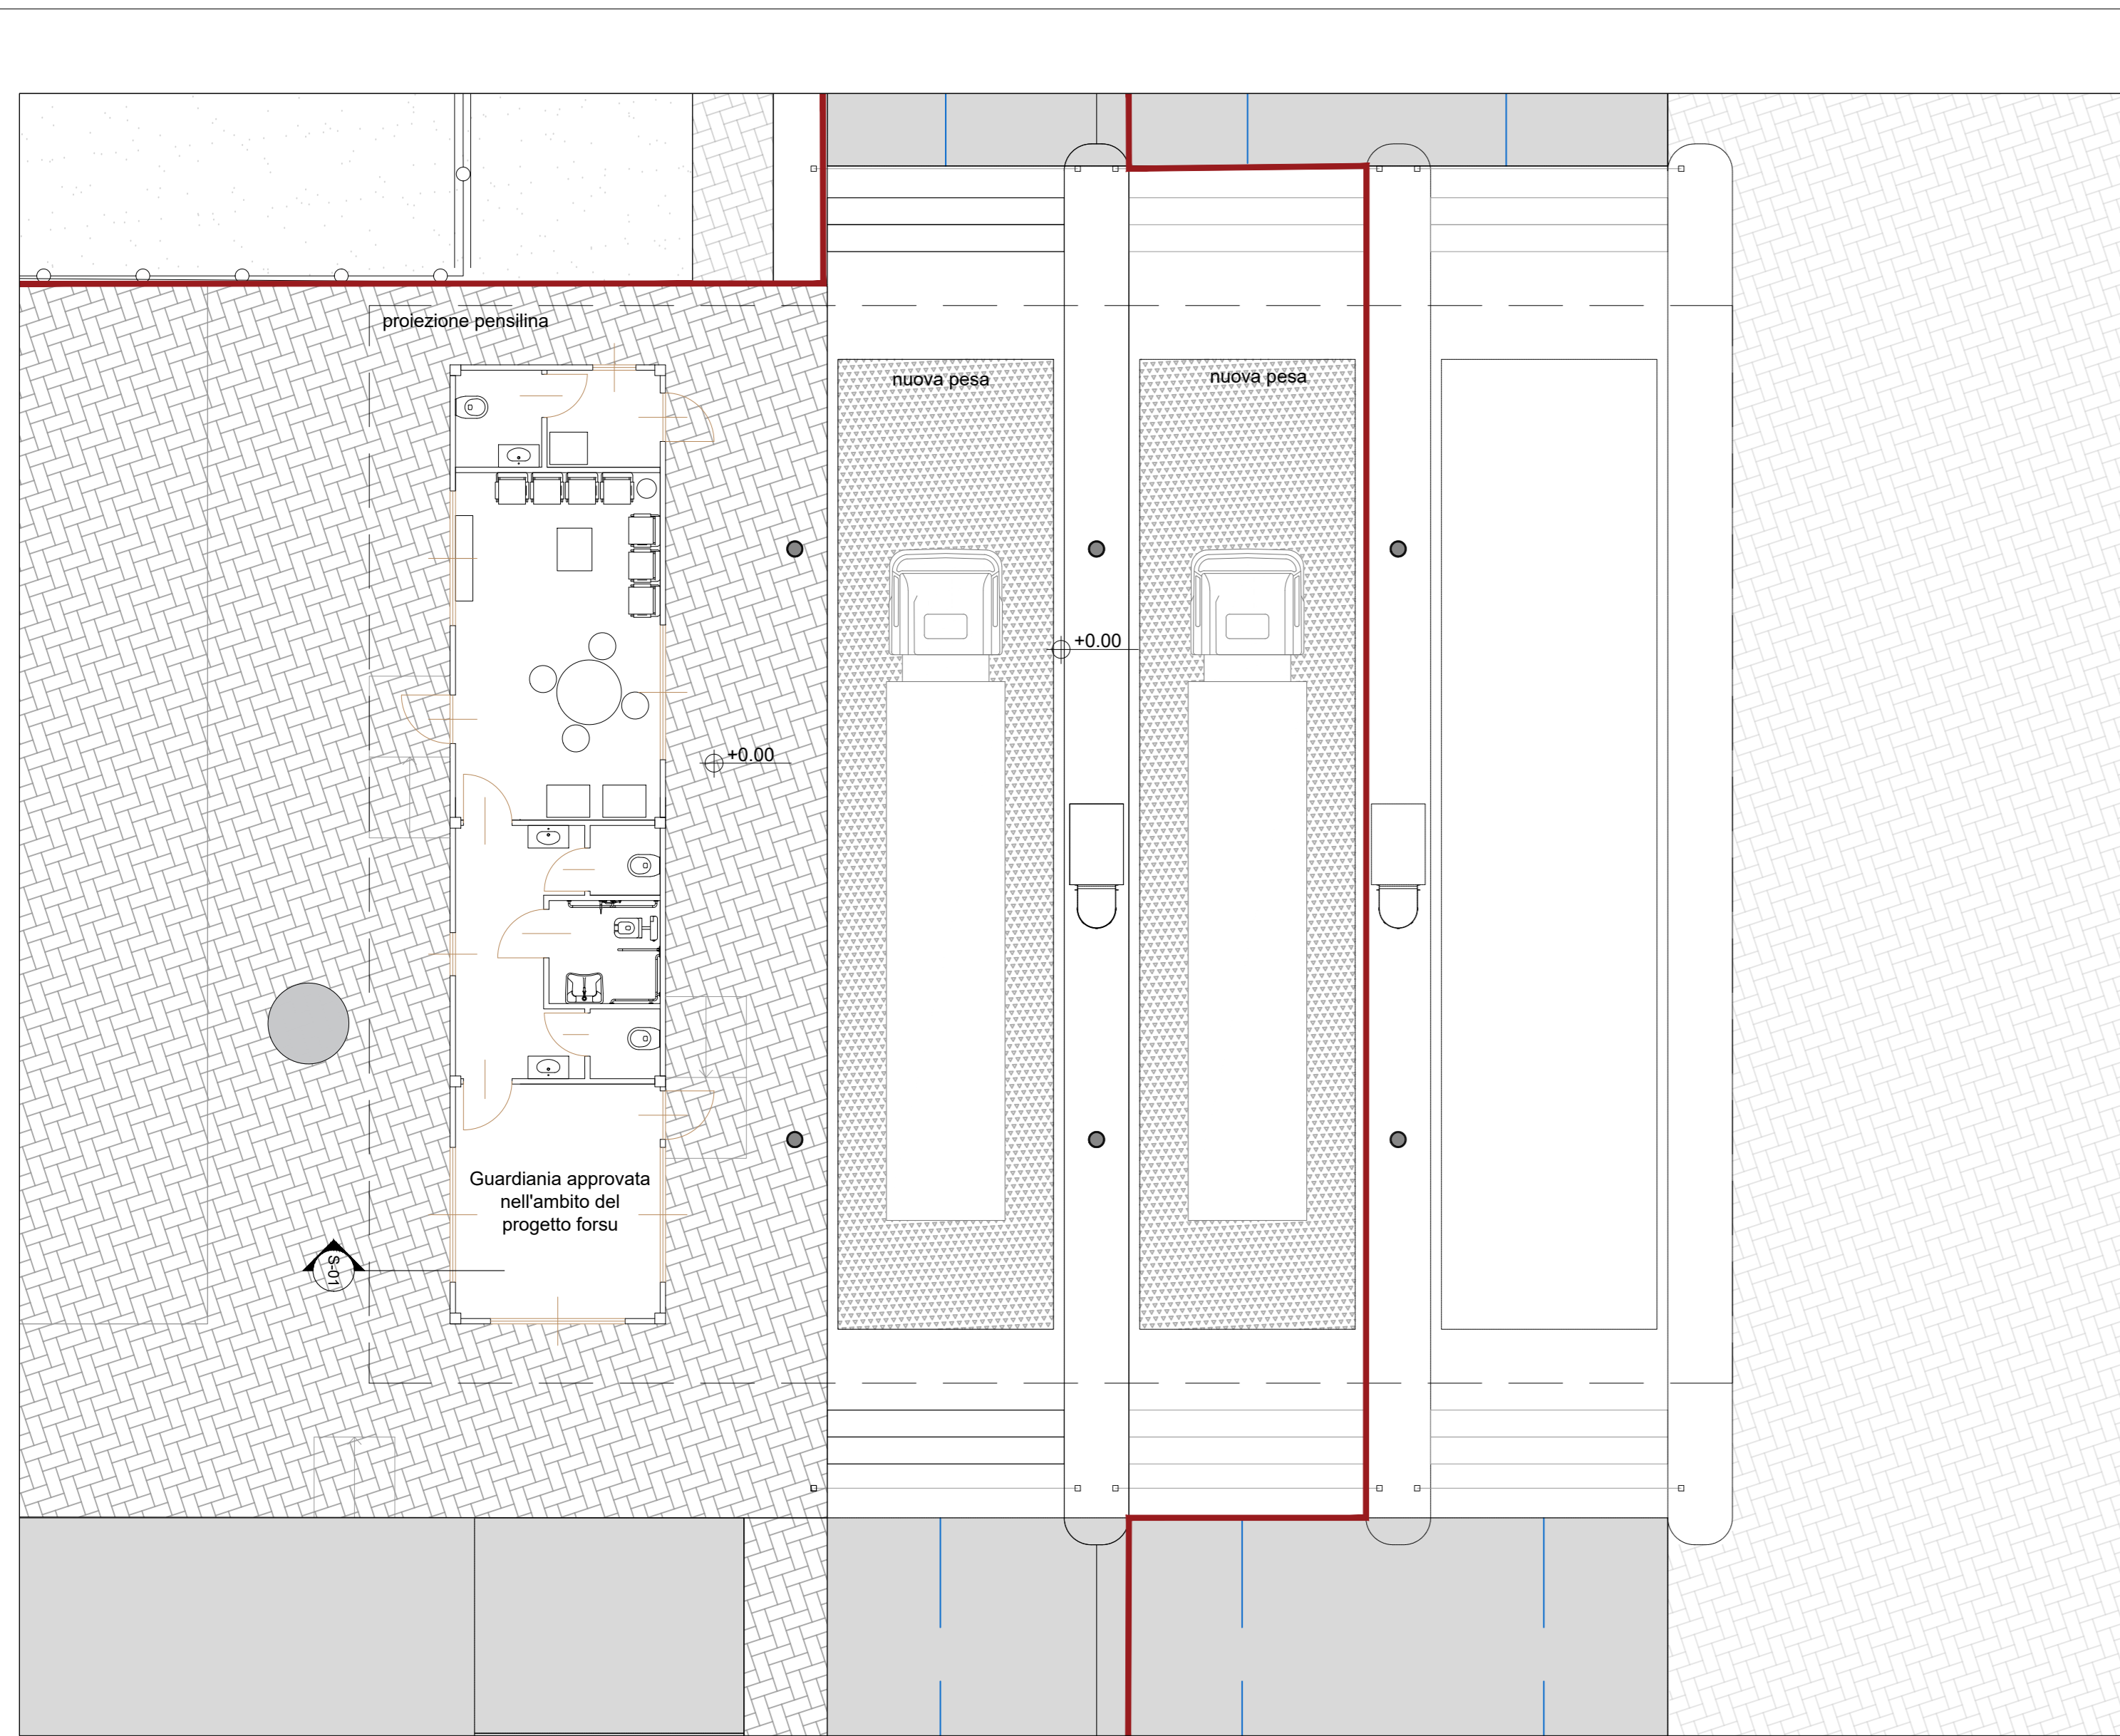 proiezione pensilina
nuova pesa
nuova pesa
+0.00
+0.00
Guardiania approvata
nell'ambito del
progetto forsu
S-01